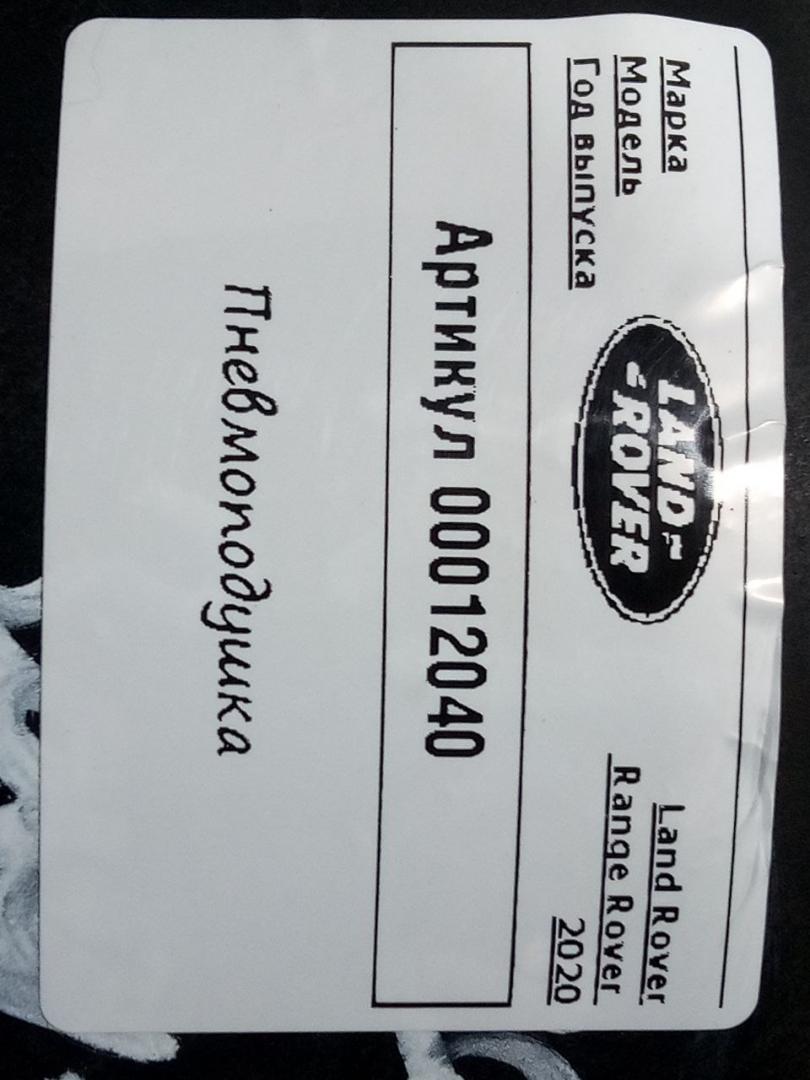 Марка Land Rover
Модель Range Rover
Год выпуска 2020
LAND
ROVER
Артикул 00012040
Пневмоподушка